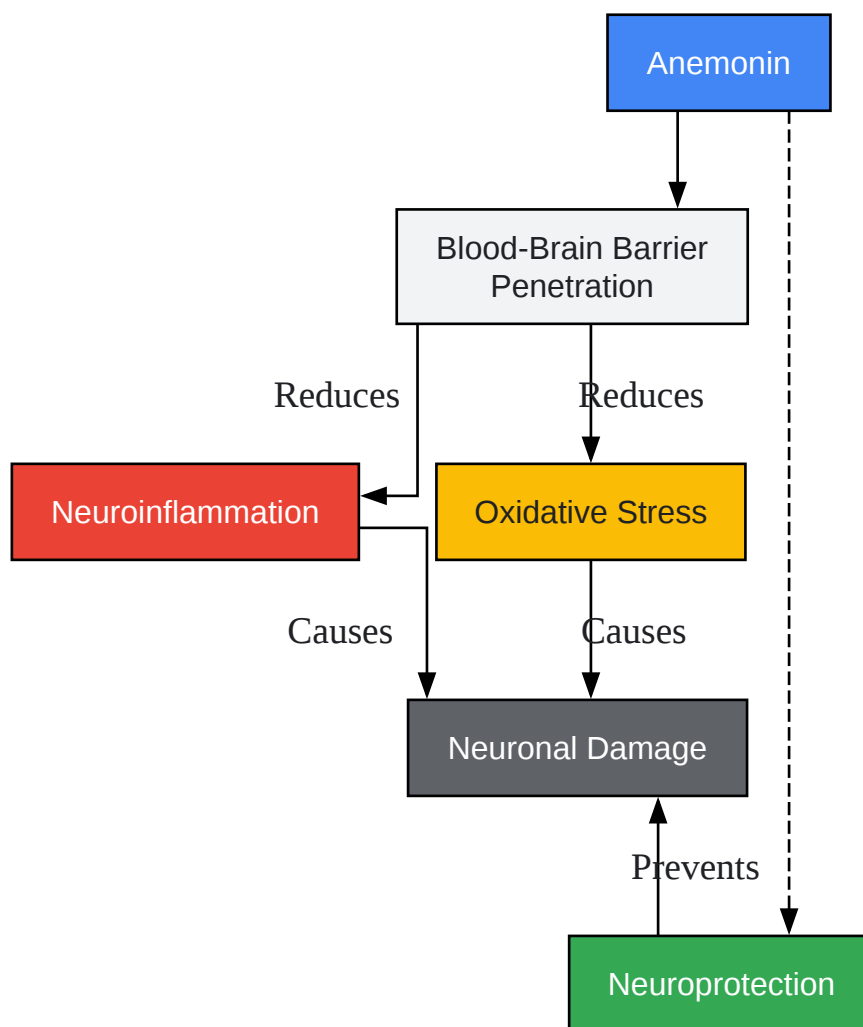 Anemonin
Blood-Brain Barrier
Penetration
Reduces
Reduces
Neuroinflammation
Oxidative Stress
Causes
Causes
Neuronal Damage
Prevents
Neuroprotection